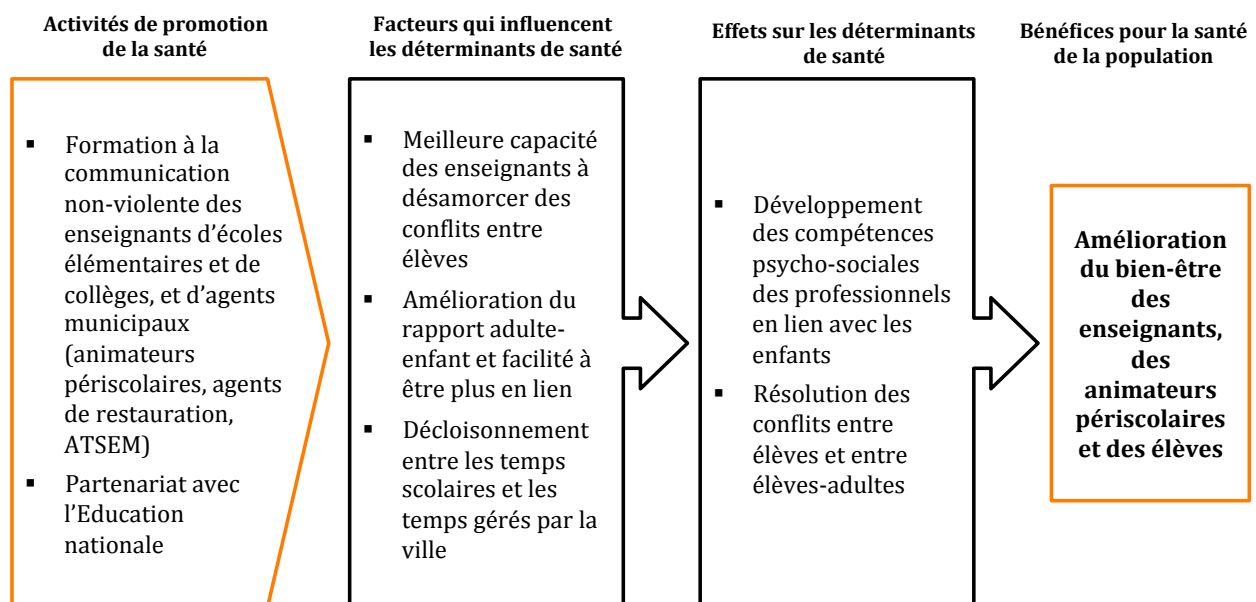 Activités de promotion
de la santé
Facteurs qui influencent
les déterminants de santé
Effets sur les déterminants
de santé
Bénéfices pour la santé
de la population
▪ Formation à la
communication
non-violente des
enseignants d’écoles
élémentaires et de
collèges, et d’agents
municipaux
(animateurs
périscolaires, agents
de restauration,
ATSEM)
▪ Partenariat avec
l’Education
nationale
▪ Meilleure capacité
des enseignants à
désamorcer des
conflits entre
élèves
▪ Amélioration du
rapport adulte-
enfant et facilité à
être plus en lien
▪ Décloisonnement
entre les temps
scolaires et les
temps gérés par la
ville
▪ Développement
des compétences
psycho-sociales
des professionnels
en lien avec les
enfants
▪ Résolution des
conflits entre
élèves et entre
élèves-adultes
Amélioration
du bien-être
des
enseignants,
des
animateurs
périscolaires
et des élèves